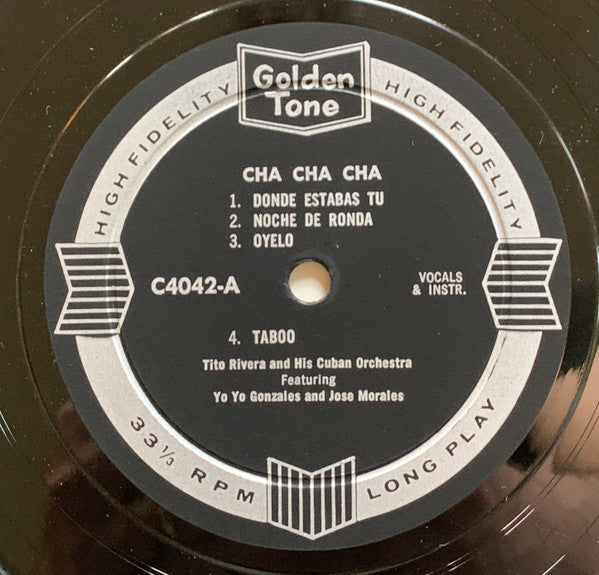 Golden
Tone
HIGH FIDELITY
HIGH FIDELITY
CHA CHA CHA
1. DONDE ESTABAS TU
2. NOCHE DE RONDA
3. OYELO
C4042-A
VOCALS
& INSTR.
4. TABOO
Tito Rivera and His Cuban Orchestra
Featuring
Yo Yo Gonzales and Jose Morales
33⅓ RPM
LONG PLAY